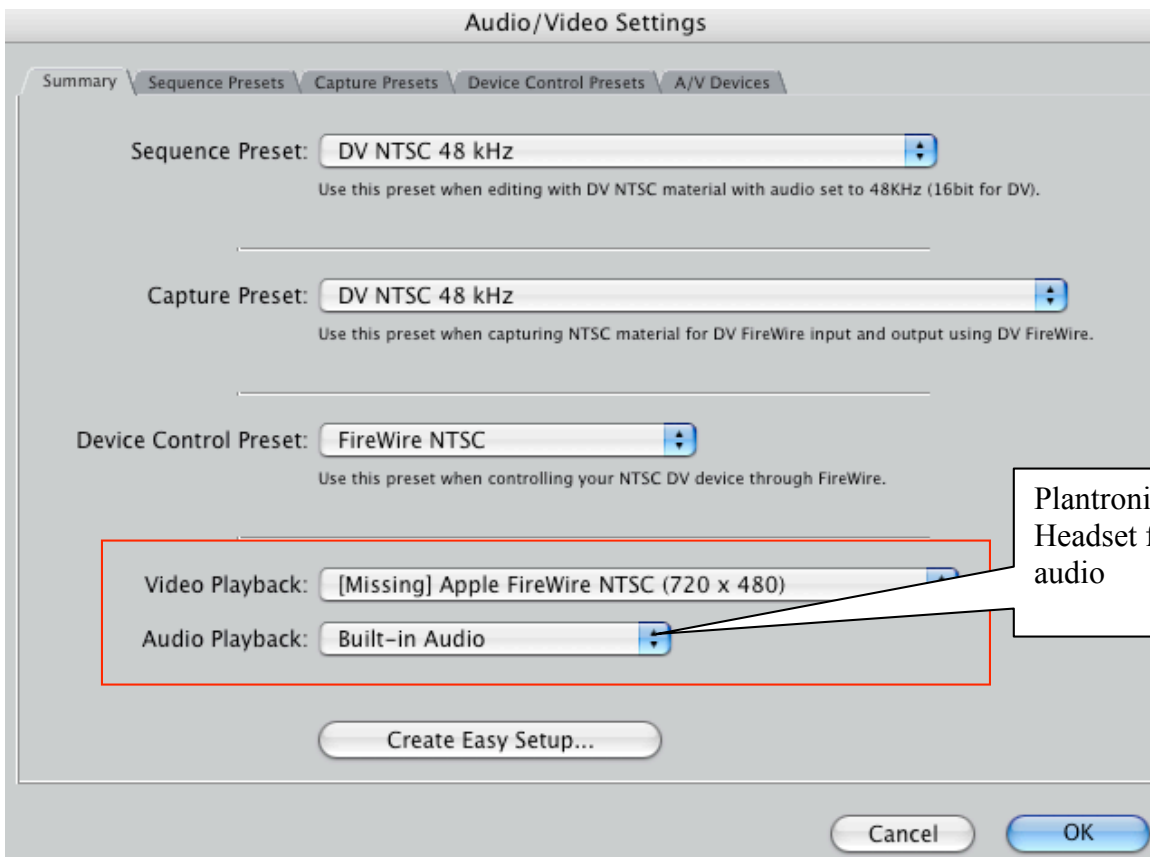 Audio/Video Settings
Summary Sequence Presets Capture Presets Device Control Presets A/V Devices
Sequence Preset: DV NTSC 48 kHz
Use this preset when editing with DV NTSC material with audio set to 48KHz (16bit for DV).
Capture Preset: DV NTSC 48 kHz
Use this preset when capturing NTSC material for DV FireWire input and output using DV FireWire.
Device Control Preset: FireWire NTSC
Use this preset when controlling your NTSC DV device through FireWire.
Video Playback: [Missing] Apple FireWire NTSC (720 x 480)
Audio Playback: Built-in Audio
Headset
audio
Create Easy Setup...
Cancel OK